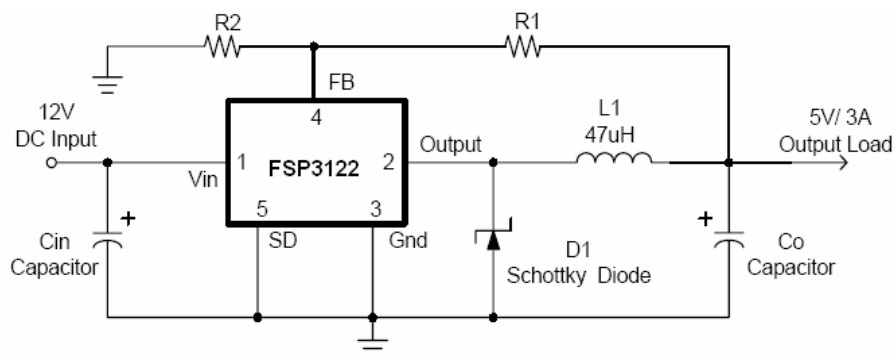 R2
R1
FB
4
12V
DC Input
L1
47uH
5V/ 3A
Output Load
Output
1
FSP3122
2
Vin
5
3
SD
Gnd
+
Cin
Capacitor
D1
Schottky Diode
+
Co
Capacitor